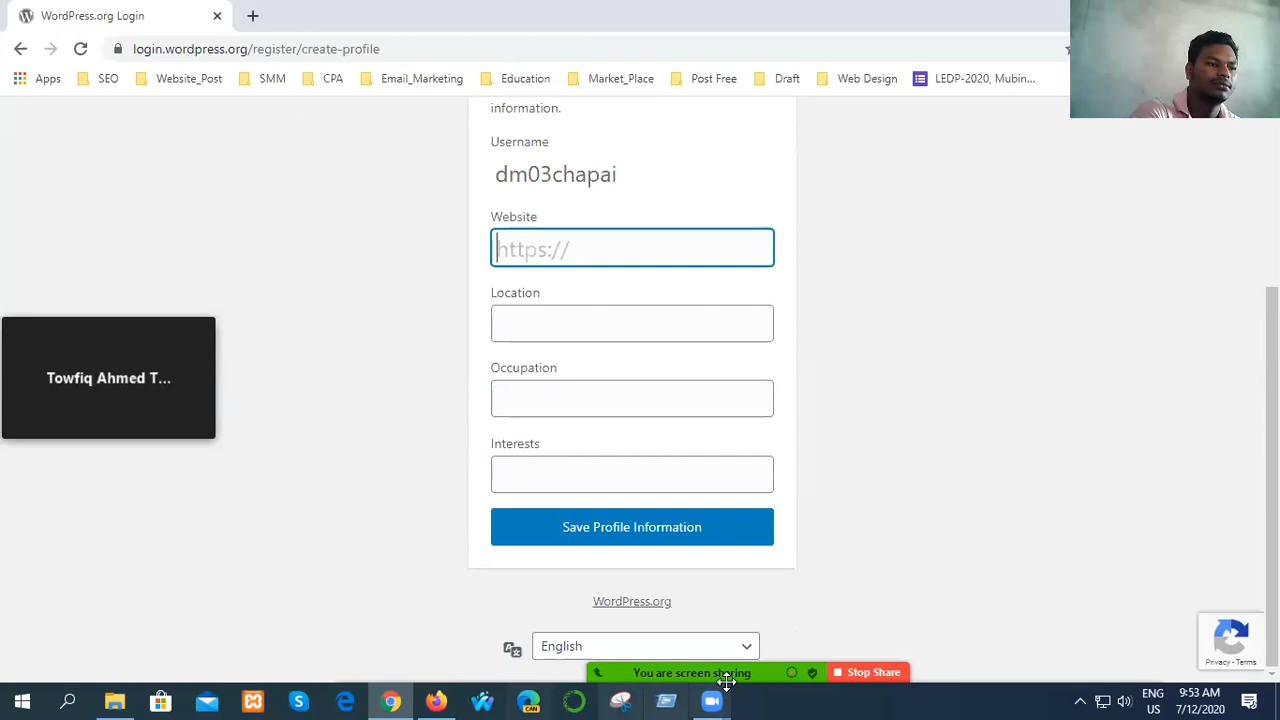 WordPress.org Login
login.wordpress.org/register/create-profile
Apps SEO Website_Post SMM CPA Email_Marketing Education Market_Place Post Free Draft Web Design LEDP-2020, Mubin...
information.
Username
dm03chapai
Website
https://
Location
Towfiq Ahmed T...
Occupation
Interests
Save Profile Information
WordPress.org
English
Privacy - Terms
You are screen sharing
Stop Share
CAN
ENG
US
9:53 AM
7/12/2020